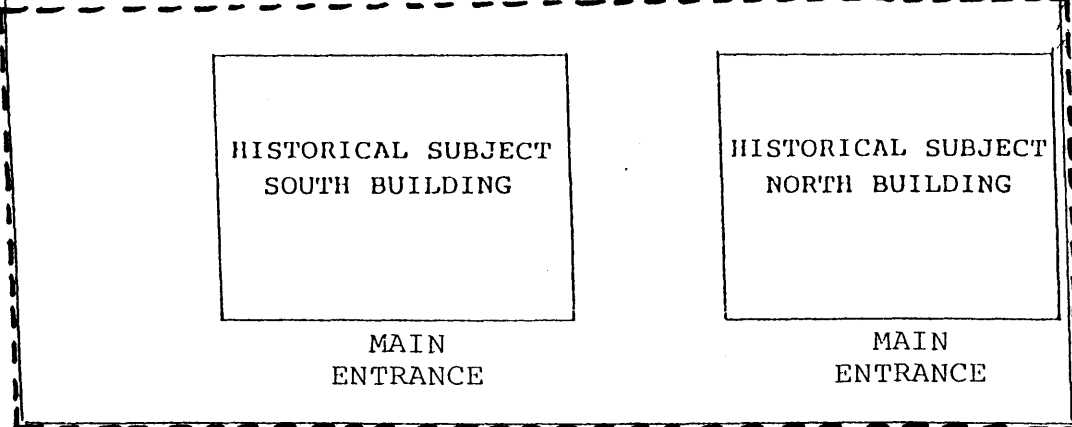 HISTORICAL SUBJECT
SOUTH BUILDING
MAIN
ENTRANCE
HISTORICAL SUBJECT
NORTH BUILDING
MAIN
ENTRANCE